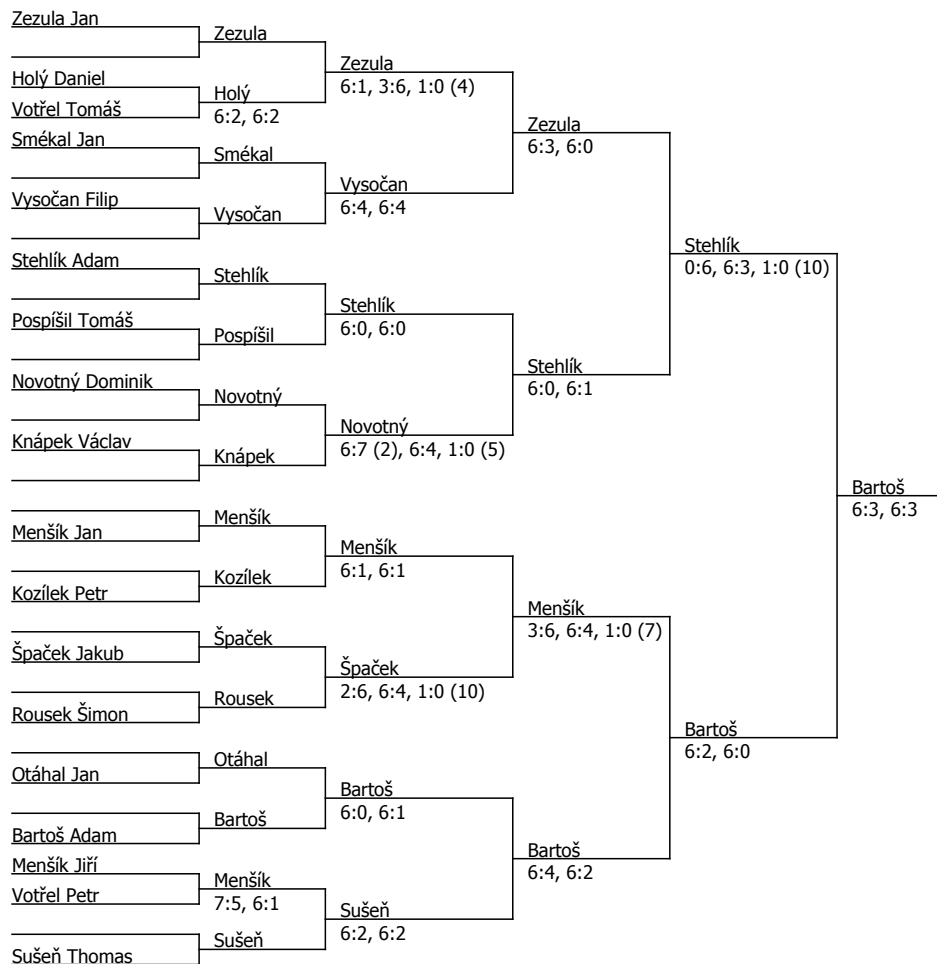 Zezula Jan
Zezula
Zezula
6:1, 3:6, 1:0 (4)
Holý Daniel
Holý
6:2, 6:2
Votřel Tomáš
Zezula
6:3, 6:0
Smékal Jan
Smékal
Vysočan
6:4, 6:4
Vysočan Filip
Vysočan
Stehlík
0:6, 6:3, 1:0 (10)
Stehlík Adam
Stehlík
Stehlík
6:0, 6:0
Pospíšil Tomáš
Pospíšil
Stehlík
6:0, 6:1
Novotný Dominik
Novotný
Novotný
6:7 (2), 6:4, 1:0 (5)
Knápek Václav
Knápek
Bartoš
6:3, 6:3
Menšík
Menšík Jan
Menšík
6:1, 6:1
Kozílek
Kozílek Petr
Menšík
3:6, 6:4, 1:0 (7)
Špaček
Špaček Jakub
Špaček
2:6, 6:4, 1:0 (10)
Rousek
Rousek Šimon
Bartoš
6:2, 6:0
Otáhal
Otáhal Jan
Bartoš
6:0, 6:1
Bartoš
Bartoš Adam
Bartoš
6:4, 6:2
Menšík Jiří
Menšík
7:5, 6:1
Votřel Petr
Sušeň
6:2, 6:2
Sušeň
Sušeň Thomas